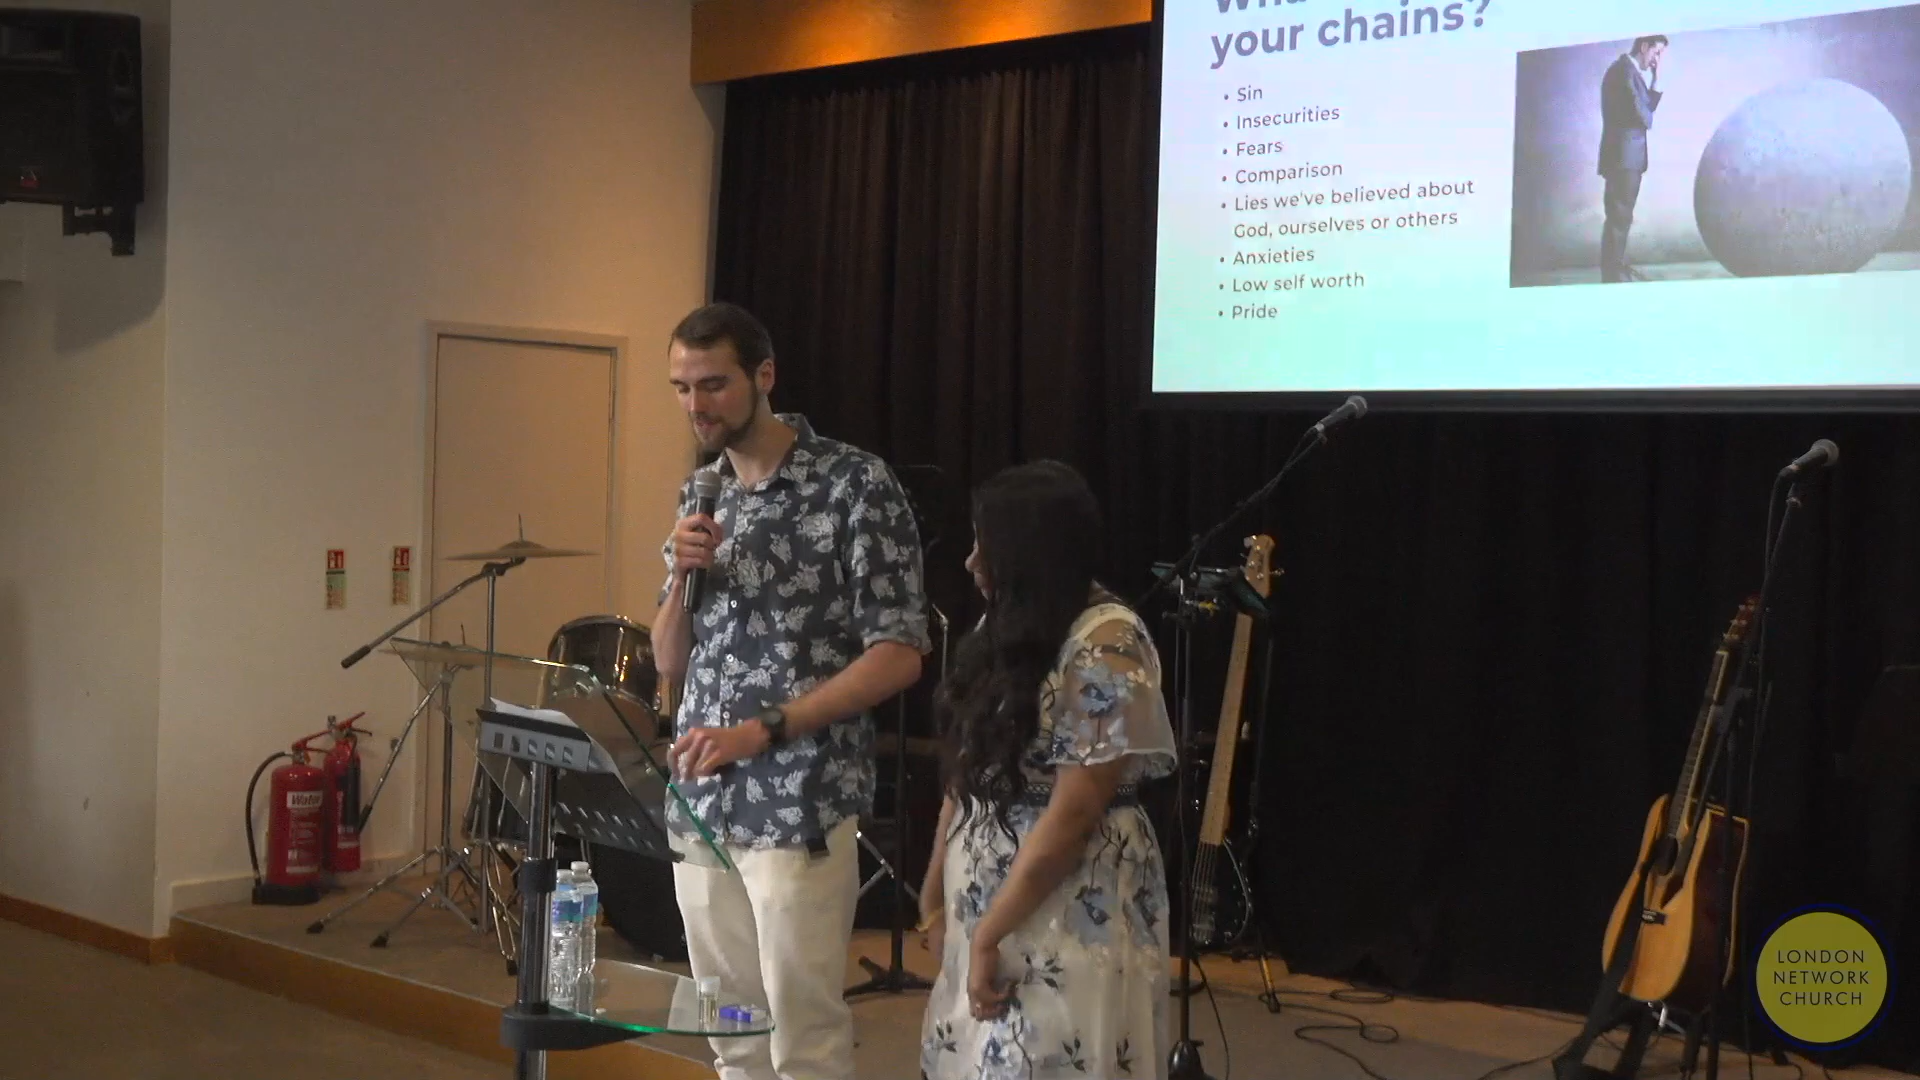 your chains?
• Sin
• Insecurities
• Fears
• Comparison
• Lies we've believed about
God, ourselves or others
• Anxieties
• Low self worth
• Pride
Water
LONDON
NETWORK
CHURCH